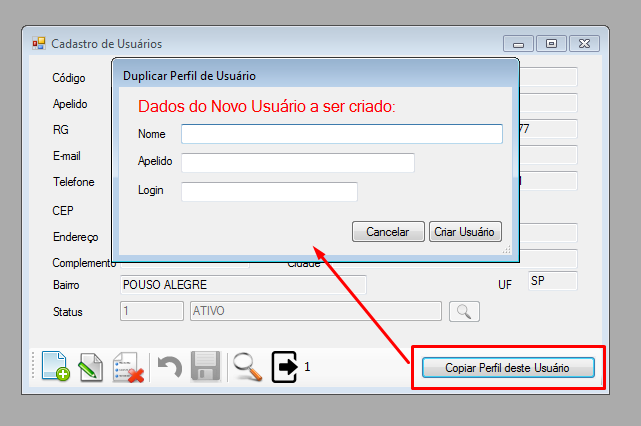 Cadastro de Usuários
Código
Duplicar Perfil de Usuário
Apelido
Dados do Novo Usuário a ser criado:
RG
Nome
77
E-mail
Apelido
Telefone
Login
CEP
Endereço
Cancelar
Criar Usuário
Complemento
Cidade
Bairro
POUSO ALEGRE
UF
SP
Status
1
ATIVO
1
Copiar Perfil deste Usuário